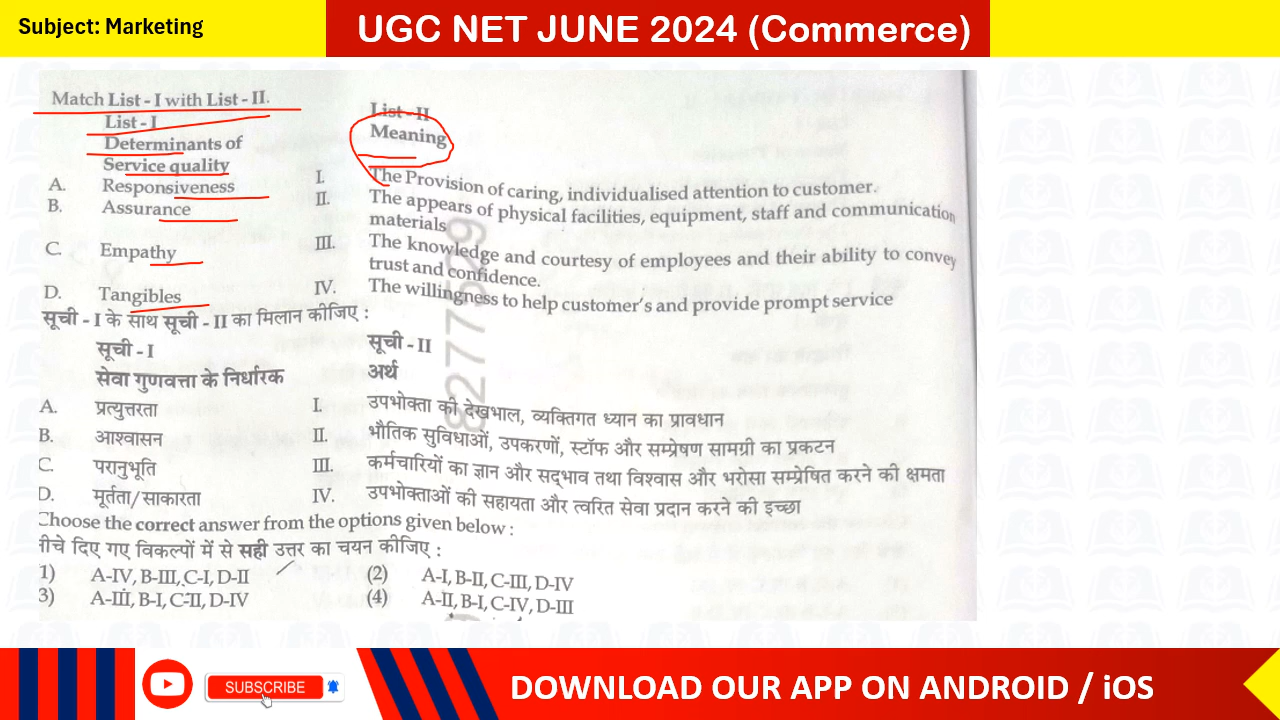 Subject: Marketing
UGC NET JUNE 2024 (Commerce)
Match List - I with List - II.
List - I
Determinants of
Service quality
List - II
Meaning
A. Responsiveness
I. The Provision of caring, individualised attention to customer.
B. Assurance
II. The appears of physical facilities, equipment, staff and communication
materials
C. Empathy
III. The knowledge and courtesy of employees and their ability to convey
trust and confidence.
D. Tangibles
IV. The willingness to help customer's and provide prompt service
सूची - I के साथ सूची - II का मिलान कीजिए :
सूची - I
सेवा गुणवत्ता के निर्धारक
सूची - II
अर्थ
A. प्रत्युत्तरता
I. उपभोक्ता की देखभाल, व्यक्तिगत ध्यान का प्रावधान
B. आश्वासन
II. भौतिक सुविधाओं, उपकरणों, स्टॉफ और सम्प्रेषण सामग्री का प्रकटन
C. परानुभूति
III. कर्मचारियों का ज्ञान और सद्भाव तथा विश्वास और भरोसा सम्प्रेषित करने की क्षमता
D. मूर्तता/साकारता
IV. उपभोक्ताओं की सहायता और त्वरित सेवा प्रदान करने की इच्छा
8277529
Choose the correct answer from the options given below :
नीचे दिए गए विकल्पों में से सही उत्तर का चयन कीजिए :
1) A-IV, B-III, C-I, D-II
(2) A-I, B-II, C-III, D-IV
3) A-III, B-I, C-II, D-IV
(4) A-II, B-I, C-IV, D-III
SUBSCRIBE
DOWNLOAD OUR APP ON ANDROID / iOS